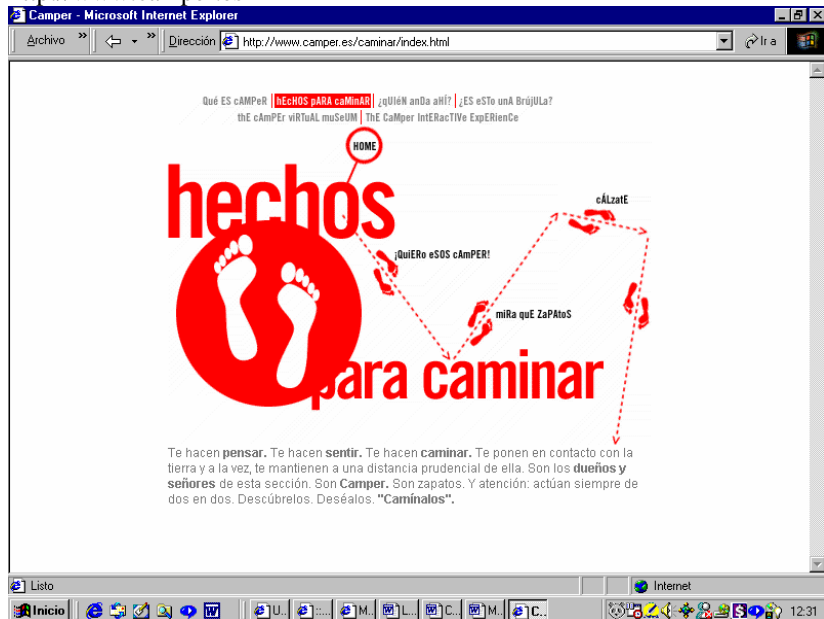 Camper - Microsoft Internet Explorer
Archivo » » Dirección http://www.camper.es/caminar/index.html Ir a
Qué ES cAMPeR | hEcHOS pARA caMinAR | ¿qUIéN anDa aHÍ? | ¿ES eSTo unA BrújULa?
thE cAmPEr viRTuAL muSeUM | ThE CaMper IntERacTIVe ExpERienCe
HOME
hechos
cÁLzatE
¡QuiERo eSOS cAmPER!
miRa quE ZaPAtoS
para caminar
Te hacen pensar. Te hacen sentir. Te hacen caminar. Te ponen en contacto con la
tierra y a la vez, te mantienen a una distancia prudencial de ella. Son los dueños y
señores de esta sección. Son Camper. Son zapatos. Y atención: actúan siempre de
dos en dos. Descúbrelos. Deséalos. "Camínalos".
Listo Internet
Inicio U.. ::... M.. L... C... M... C.. 12:31